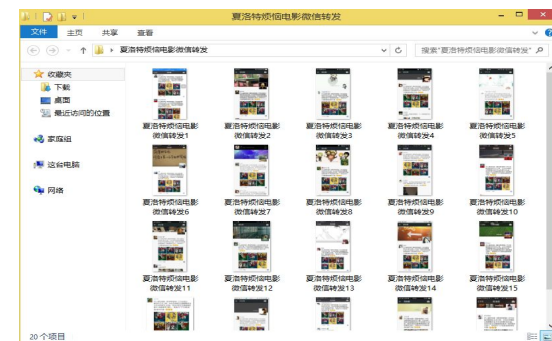 夏洛特烦恼电影微信转发
文件 主页 共享 查看
夏洛特烦恼电影微信转发
搜索"夏洛特烦恼电影微信转发"
收藏夹
下载
桌面
最近访问的位置
家庭组
这台电脑
网络
夏洛特烦恼电影微信转发1
夏洛特烦恼电影微信转发2
夏洛特烦恼电影微信转发3
夏洛特烦恼电影微信转发4
夏洛特烦恼电影微信转发5
夏洛特烦恼电影微信转发6
夏洛特烦恼电影微信转发7
夏洛特烦恼电影微信转发8
夏洛特烦恼电影微信转发9
夏洛特烦恼电影微信转发10
夏洛特烦恼电影微信转发11
夏洛特烦恼电影微信转发12
夏洛特烦恼电影微信转发13
夏洛特烦恼电影微信转发14
夏洛特烦恼电影微信转发15
20 个项目